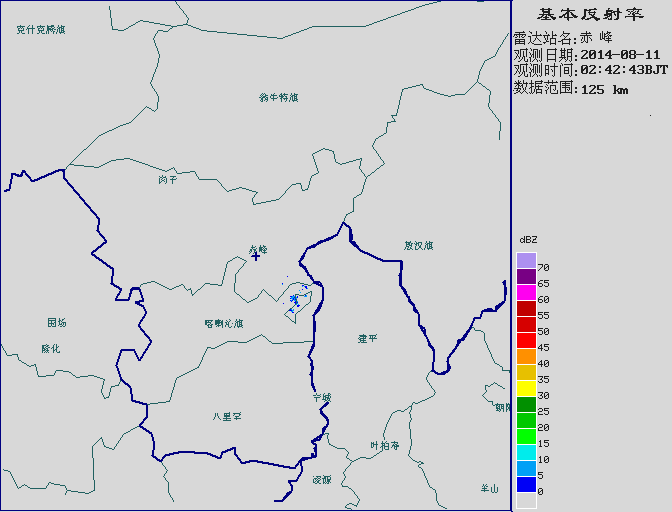 基本反射率
雷达站名:赤 峰
观测日期:2014-08-11
观测时间:02:42:43BJT
数据范围:125 km
克什克腾旗
翁牛特旗
岗子
赤峰
敖汉旗
围场
喀喇沁旗
隆化
建平
宁城
朝阳
八里罕
叶柏寿
凌源
羊山
dBZ
70
65
60
55
50
45
40
35
30
25
20
15
10
5
0